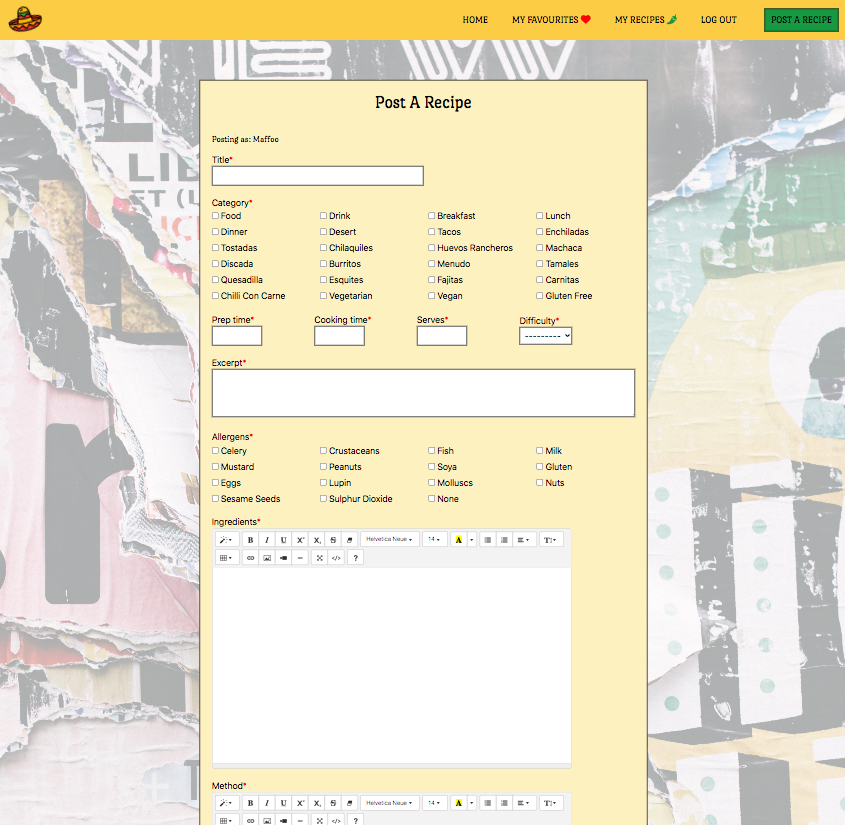 HOME MY FAVOURITES MY RECIPES LOG OUT POST A RECIPE
Post A Recipe
Posting as: Maffoo
Title*
Category*
Food Drink Breakfast Lunch
Dinner Desert Tacos Enchiladas
Tostadas Chilaquiles Huevos Rancheros Machaca
Discada Burritos Menudo Tamales
Quesadilla Esquites Fajitas Carnitas
Chilli Con Carne Vegetarian Vegan Gluten Free
Prep time* Cooking time* Serves* Difficulty*
---------
Excerpt*
Allergens*
Celery Crustaceans Fish Milk
Mustard Peanuts Soya Gluten
Eggs Lupin Molluscs Nuts
Sesame Seeds Sulphur Dioxide None
Ingredients*
B I U X² X₂ S Helvetica Neue 14 A T
</> ?
Method*
B I U X² X₂ S Helvetica Neue 14 A T
</> ?